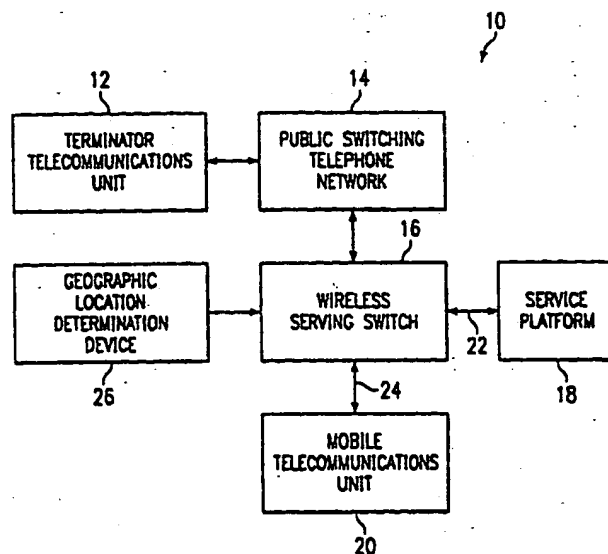 10
12
14
TERMINATOR
TELECOMMUNICATIONS
UNIT
PUBLIC SWITCHING
TELEPHONE
NETWORK
16
GEOGRAPHIC
LOCATION
DETERMINATION
DEVICE
WIRELESS
SERVING SWITCH
SERVICE
PLATFORM
22
26
24
18
MOBILE
TELECOMMUNICATIONS
UNIT
20